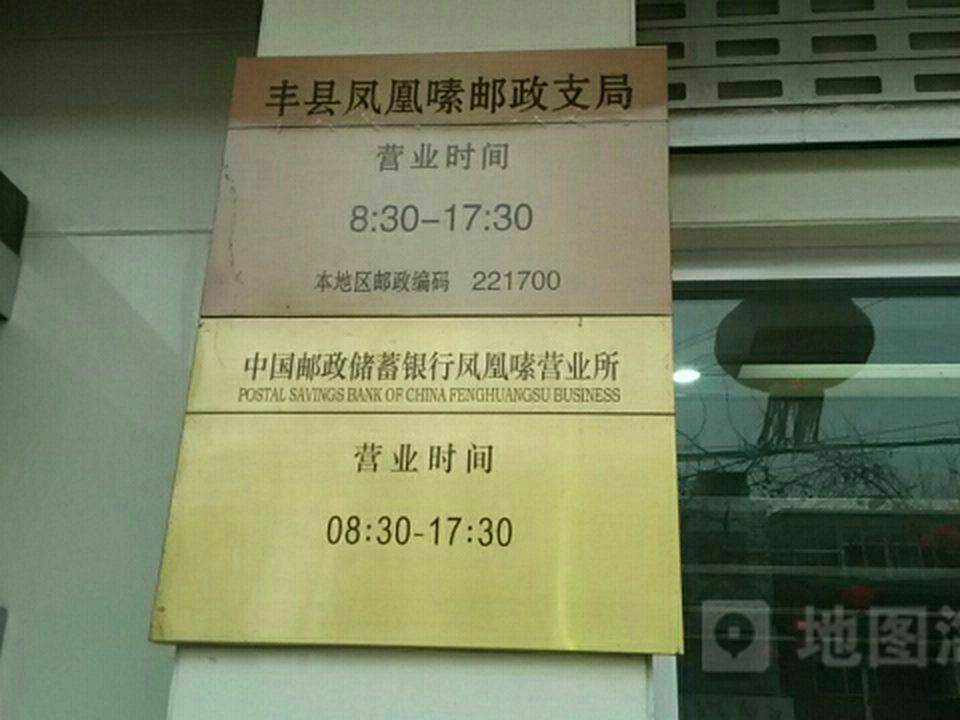 丰县凤凰嗉邮政支局
营业时间
8:30-17:30
本地区邮政编码 221700
中国邮政储蓄银行凤凰嗉营业所
POSTAL SAVINGS BANK OF CHINA FENGHUANGSU BUSINESS
营业时间
08:30-17:30
地图